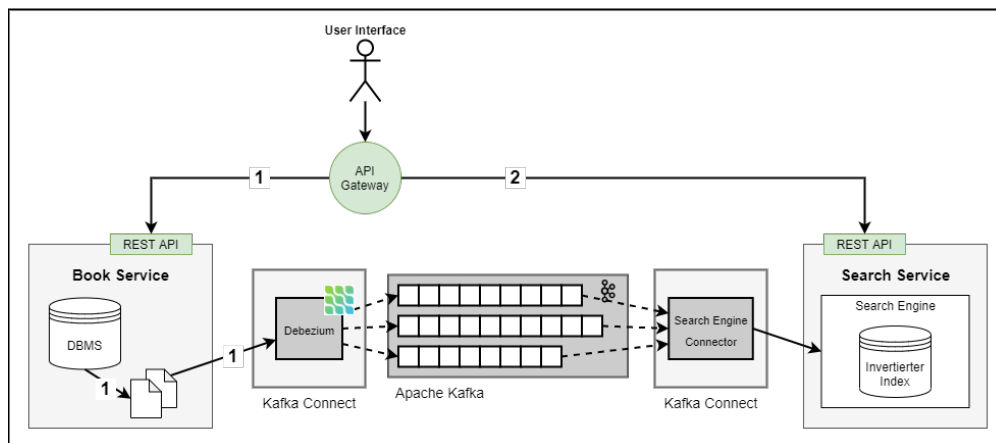 User Interface
API
Gateway
1
2
REST API
REST API
Book Service
Search Service
DBMS
1
1
Debezium
Search Engine
Connector
Search Engine
Invertierter
Index
Kafka Connect
Apache Kafka
Kafka Connect